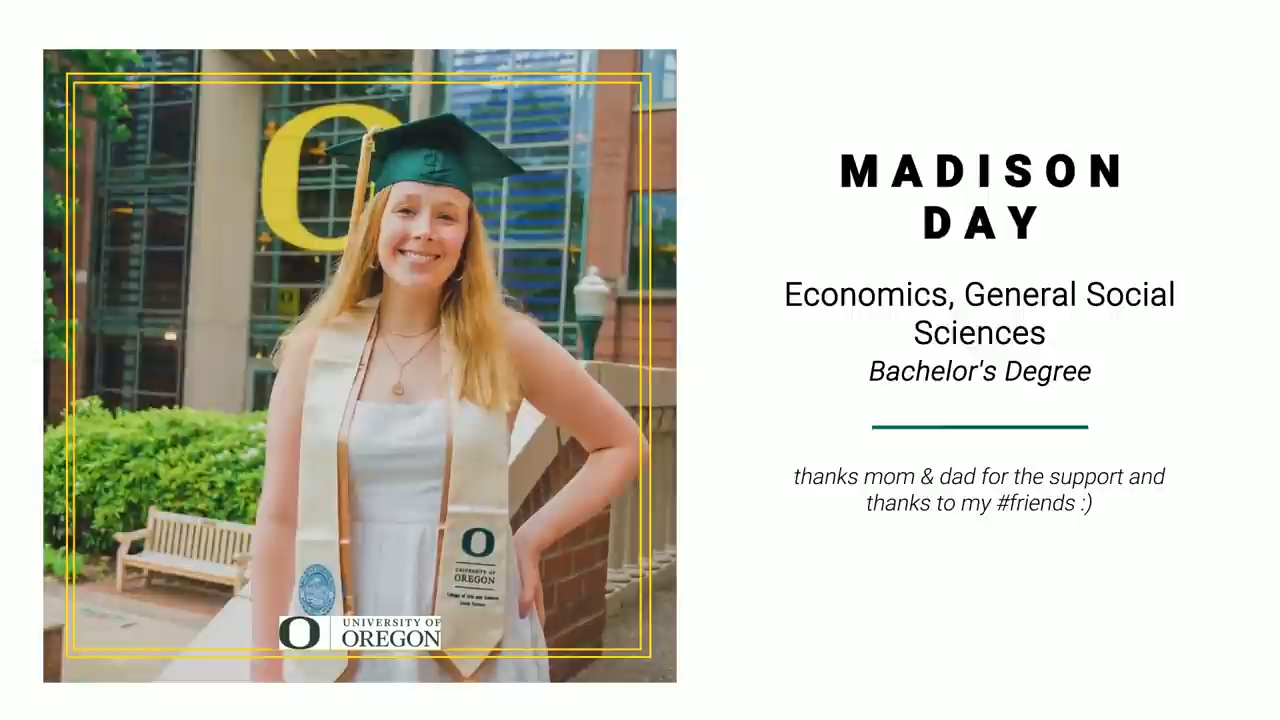 O
MADISON
DAY
Economics, General Social
Sciences
Bachelor's Degree
thanks mom & dad for the support and
thanks to my #friends :)
O
UNIVERSITY OF
OREGON
O UNIVERSITY OF
OREGON